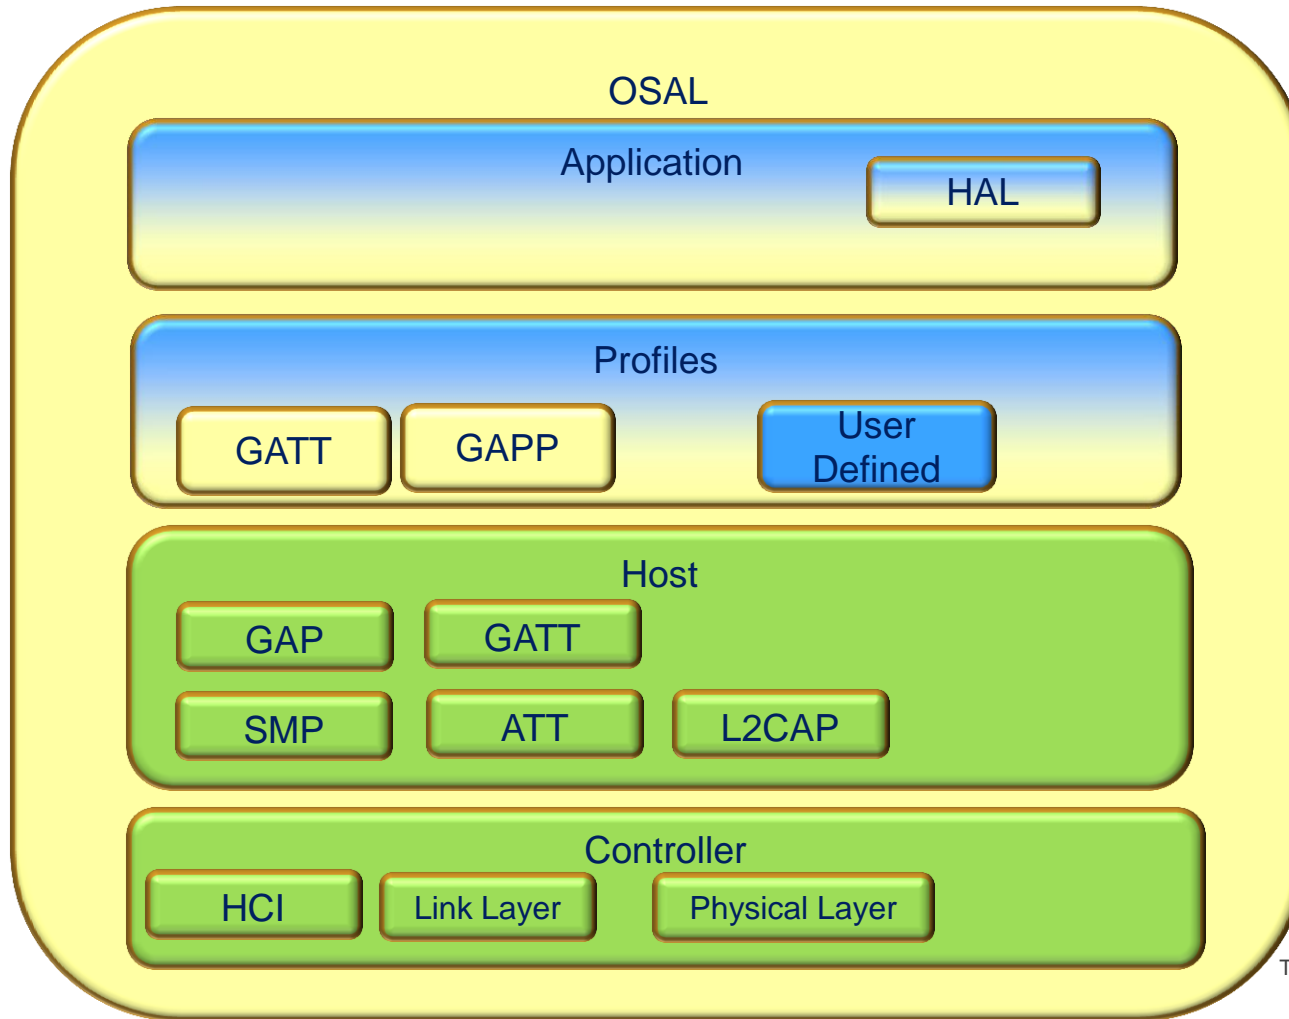 OSAL
Application
HAL
Profiles
GATT
GAPP
User
Defined
Host
GAP
GATT
SMP
ATT
L2CAP
Controller
HCI
Link Layer
Physical Layer
T